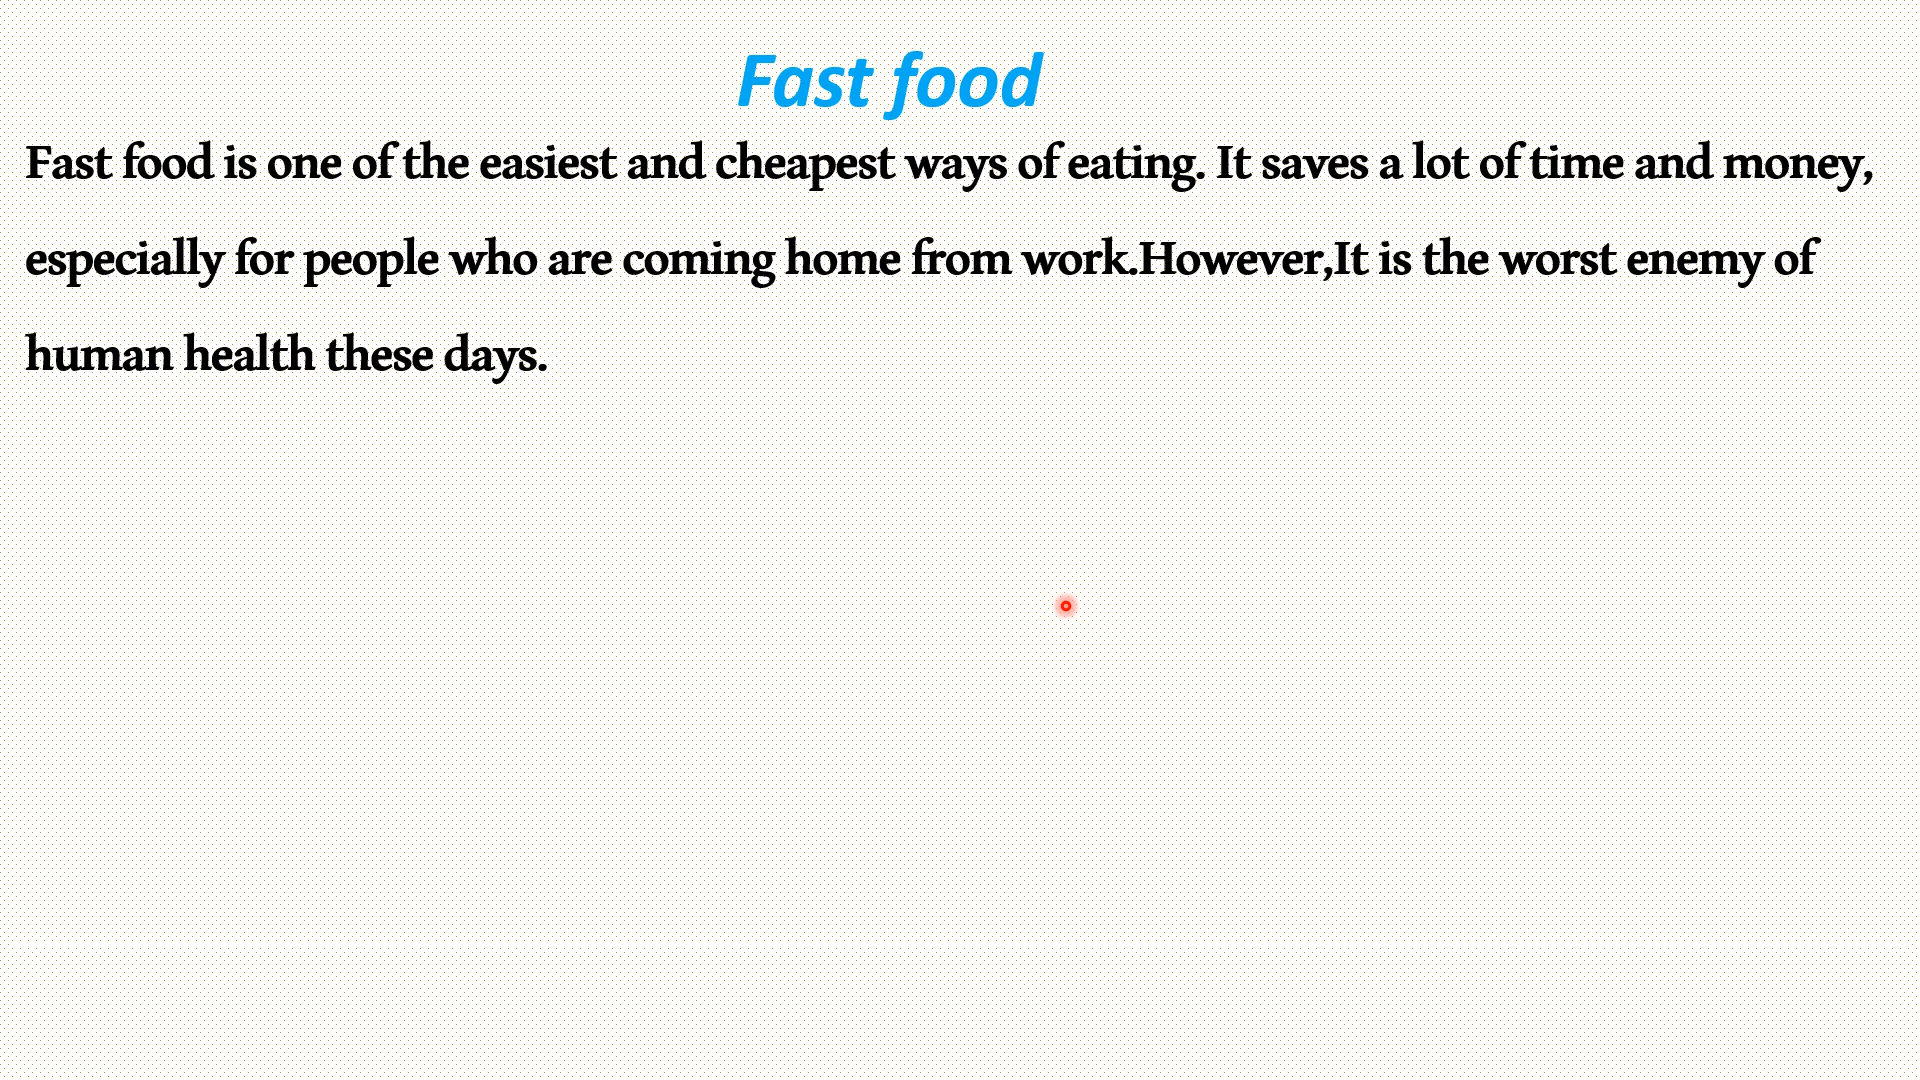 Fast food
Fast food is one of the easiest and cheapest ways of eating. It saves a lot of time and money,
especially for people who are coming home from work.However,It is the worst enemy of
human health these days.